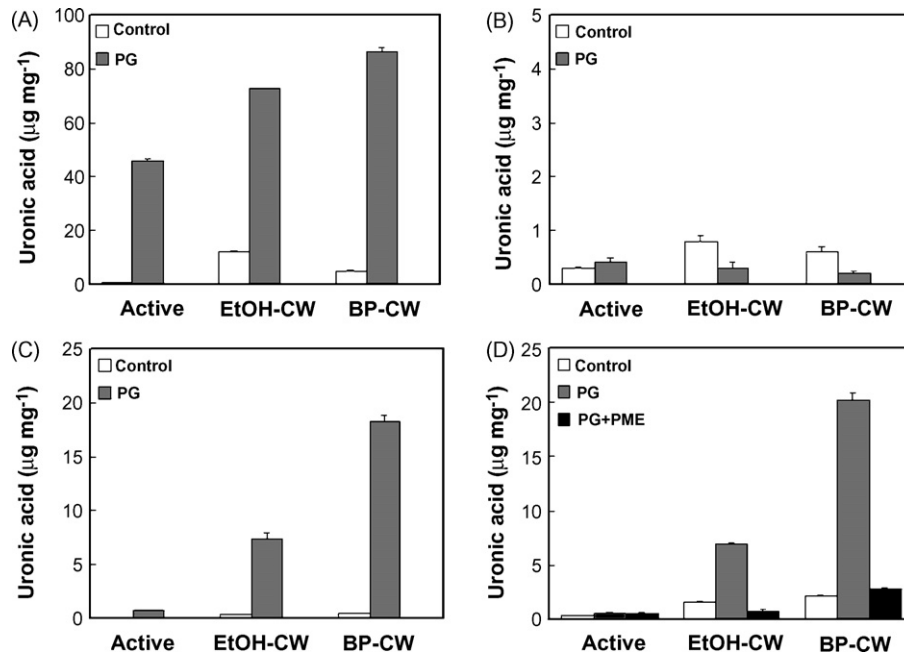 (A)
Uronic acid (μg mg⁻¹)
100
80
60
40
20
0
Control
PG
Active EtOH-CW BP-CW
(B)
Uronic acid (μg mg⁻¹)
5
4
3
2
1
0
Control
PG
Active EtOH-CW BP-CW
(C)
Uronic acid (μg mg⁻¹)
25
20
15
10
5
0
Control
PG
Active EtOH-CW BP-CW
(D)
Uronic acid (μg mg⁻¹)
25
20
15
10
5
0
Control
PG
PG+PME
Active EtOH-CW BP-CW